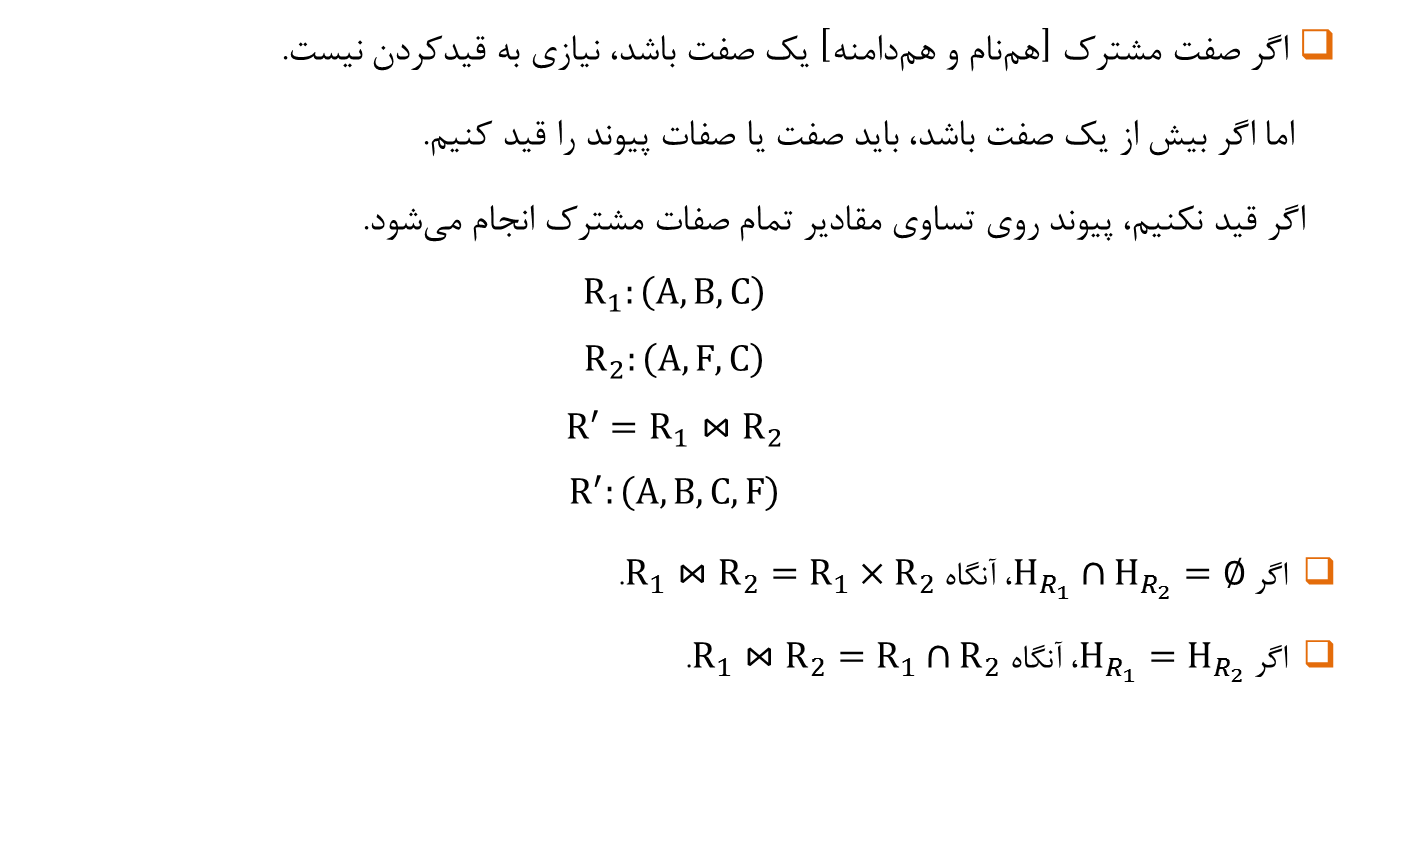 ❑ اگر صفت مشترک [هم‌نام و هم‌دامنه] یک صفت باشد، نیازی به قیدکردن نیست.
اما اگر بیش از یک صفت باشد، باید صفت یا صفات پیوند را قید کنیم.
اگر قید نکنیم، پیوند روی تساوی مقادیر تمام صفات مشترک انجام می‌شود.
R₁: (A, B, C)
R₂: (A, F, C)
R′ = R₁ ⋈ R₂
R′: (A, B, C, F)
❑ اگر H_{R₁} ∩ H_{R₂} = ∅، آنگاه R₁ ⋈ R₂ = R₁ × R₂.
❑ اگر H_{R₁} = H_{R₂}، آنگاه R₁ ⋈ R₂ = R₁ ∩ R₂.